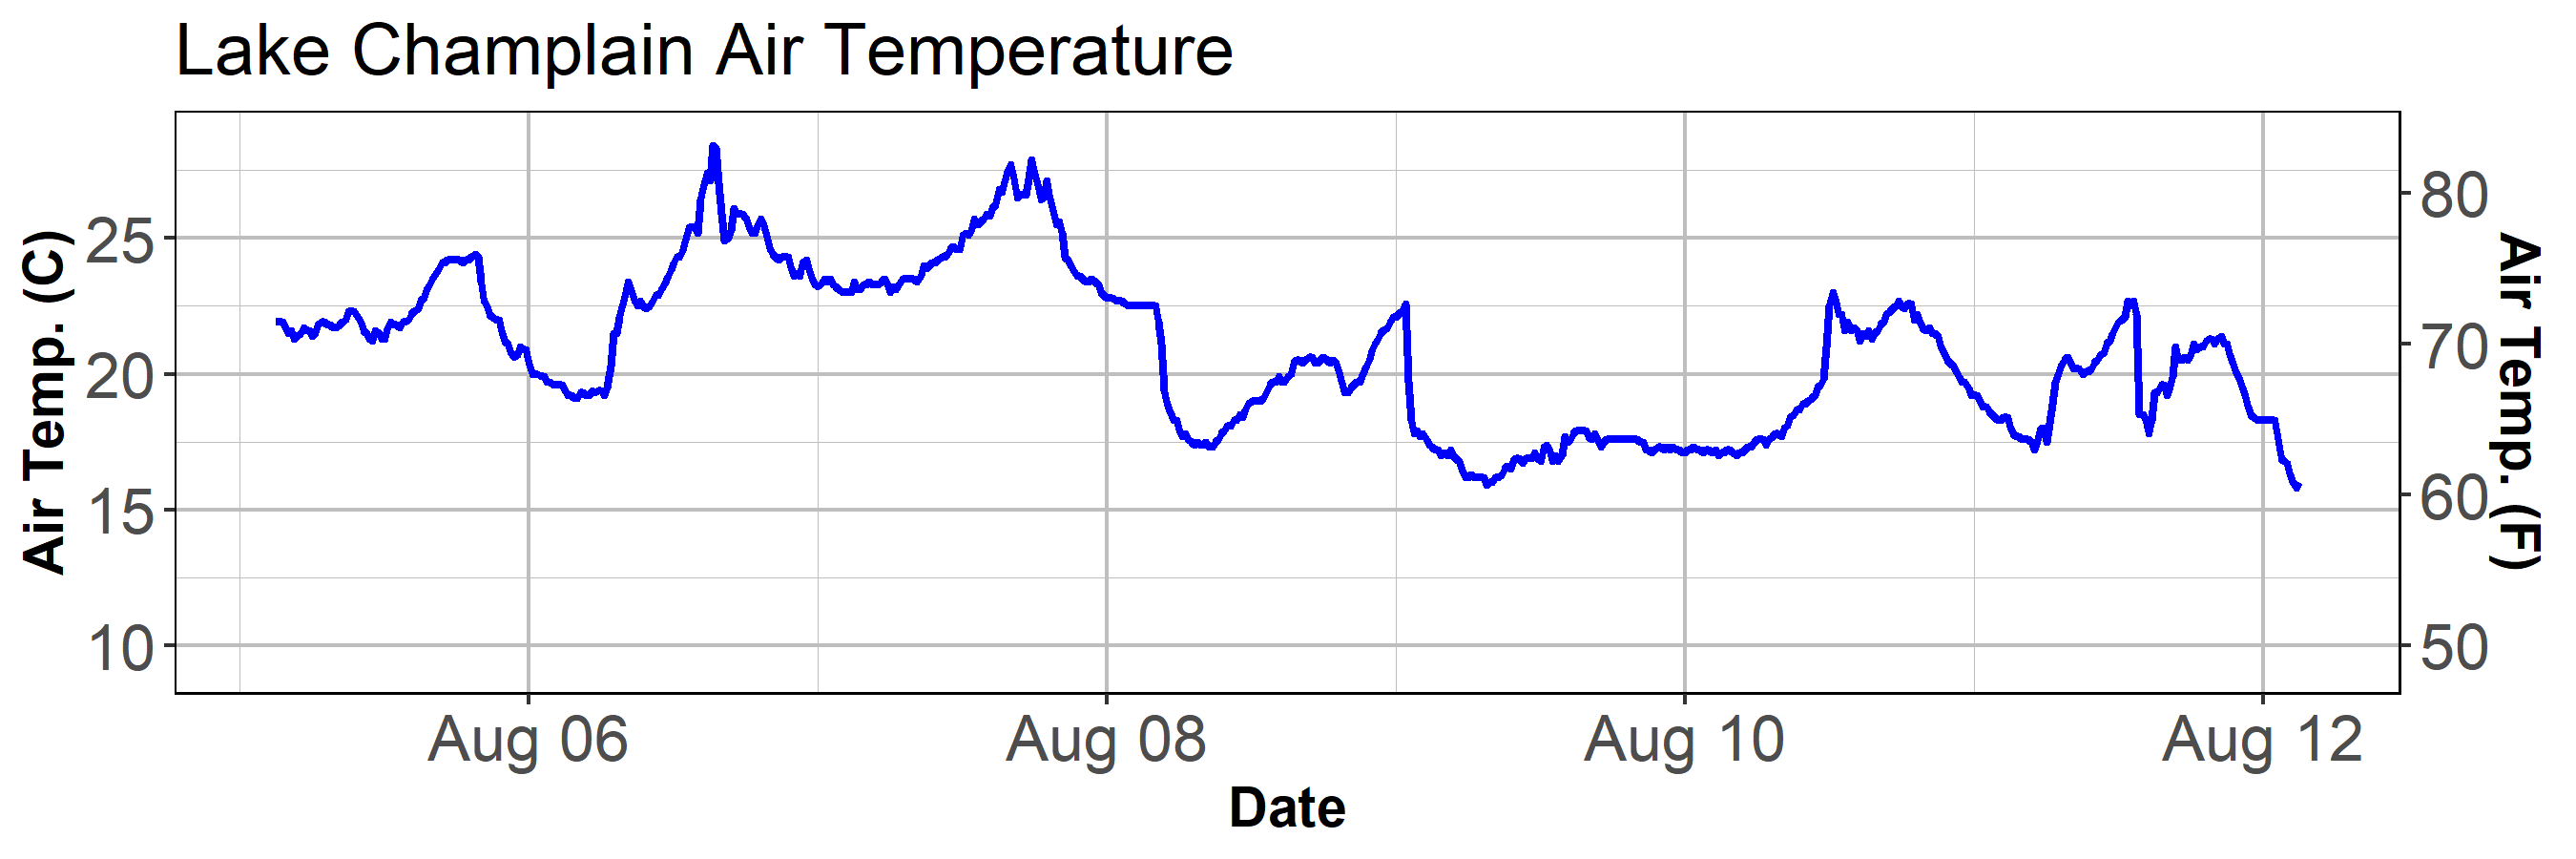 Lake Champlain Air Temperature
Air Temp. (C)
25
20
15
10
80
70
60
50
Air Temp. (F)
Aug 06
Aug 08
Aug 10
Aug 12
Date